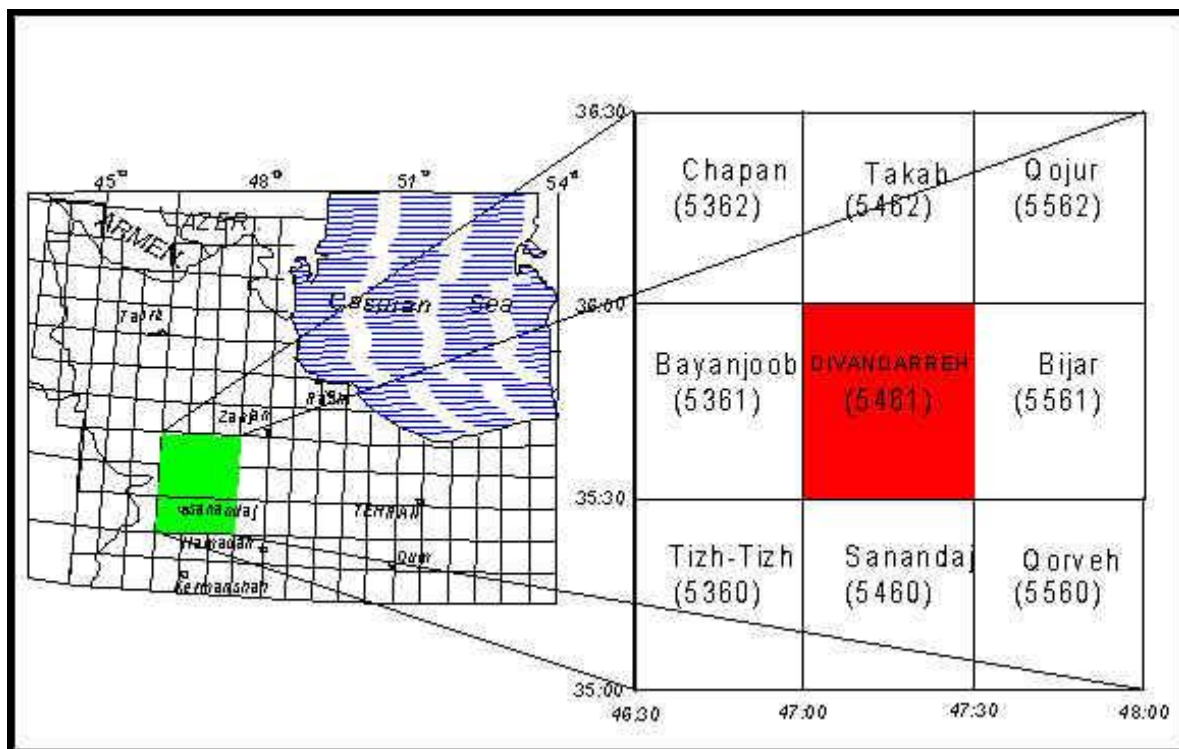 45°
48°
51°
54°
ARMEN.
AZER.
Caspian Sea
Zanjan
Rasht
Sanandaj
TEHRAN
Hamadan
Qum
Kermanshah
36:30
36:00
35:30
35:00
46:30
47:00
47:30
48:00
Chapan
(5362)
Takab
(5462)
Qojur
(5562)
Bayanjoob
(5361)
DIVANDARREH
(5461)
Bijar
(5561)
Tizh-Tizh
(5360)
Sanandaj
(5460)
Qorveh
(5560)